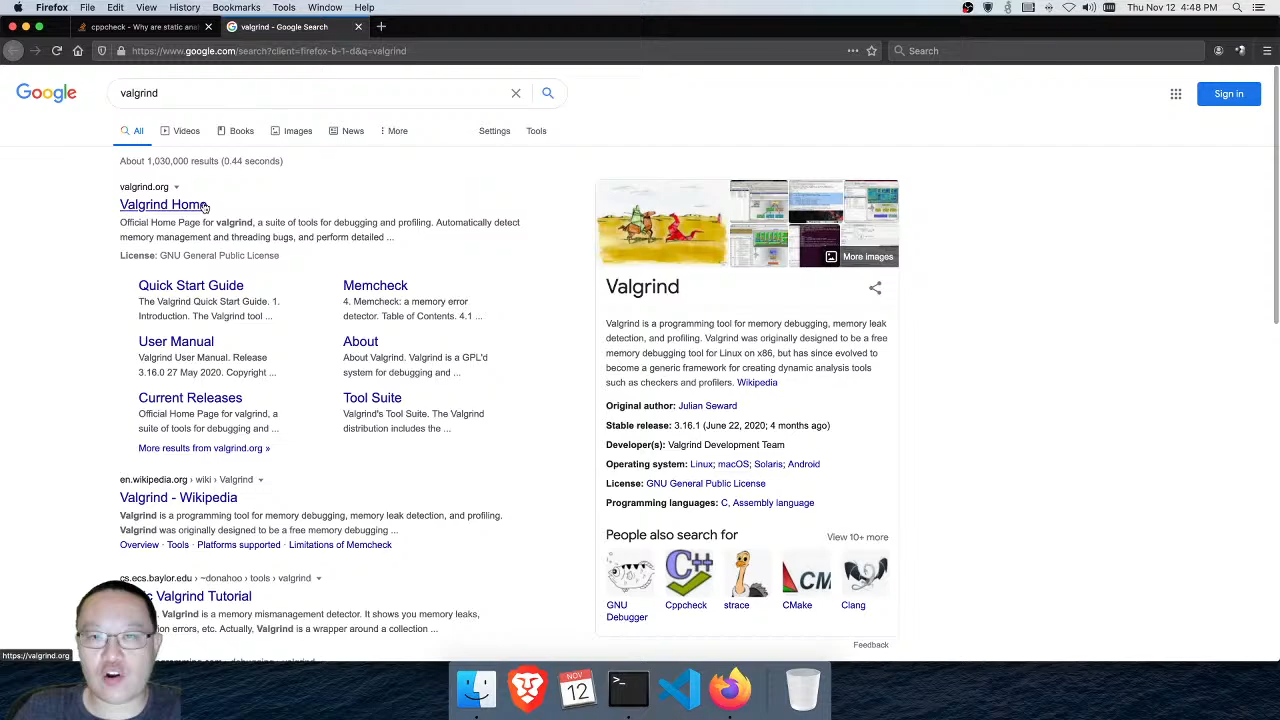 Firefox File Edit View History Bookmarks Tools Window Help
Thu Nov 12 4:48 PM
cppcheck - Why are static anal
valgrind - Google Search
https://www.google.com/search?client=firefox-b-1-d&q=valgrind
Search
Google
valgrind
Sign in
All Videos Books Images News More Settings Tools
About 1,030,000 results (0.44 seconds)
valgrind.org
Valgrind Home
Official Home Page for valgrind, a suite of tools for debugging and profiling. Automatically detect
memory management and threading bugs, and perform detailed ...
License: GNU General Public License
Quick Start Guide
The Valgrind Quick Start Guide. 1.
Introduction. The Valgrind tool ...
Memcheck
4. Memcheck: a memory error
detector. Table of Contents. 4.1 ...
User Manual
Valgrind User Manual. Release
3.16.0 27 May 2020. Copyright ...
About
About Valgrind. Valgrind is a GPL'd
system for debugging and ...
Current Releases
Official Home Page for valgrind, a
suite of tools for debugging and ...
Tool Suite
Valgrind's Tool Suite. The Valgrind
distribution includes the ...
More results from valgrind.org »
en.wikipedia.org › wiki › Valgrind
Valgrind - Wikipedia
Valgrind is a programming tool for memory debugging, memory leak detection, and profiling.
Valgrind was originally designed to be a free memory debugging ...
Overview · Tools · Platforms supported · Limitations of Memcheck
cs.ecs.baylor.edu › ~donahoo › tools › valgrind
Valgrind Tutorial
Valgrind is a memory mismanagement detector. It shows you memory leaks,
errors, etc. Actually, Valgrind is a wrapper around a collection ...
https://valgrind.org
More images
Valgrind
Valgrind is a programming tool for memory debugging, memory leak
detection, and profiling. Valgrind was originally designed to be a free
memory debugging tool for Linux on x86, but has since evolved to
become a generic framework for creating dynamic analysis tools
such as checkers and profilers. Wikipedia
Original author: Julian Seward
Stable release: 3.16.1 (June 22, 2020; 4 months ago)
Developer(s): Valgrind Development Team
Operating system: Linux; macOS; Solaris; Android
License: GNU General Public License
Programming languages: C, Assembly language
People also search for
View 10+ more
GNU
Debugger
Cppcheck
strace
CMake
Clang
Feedback
NOV
12